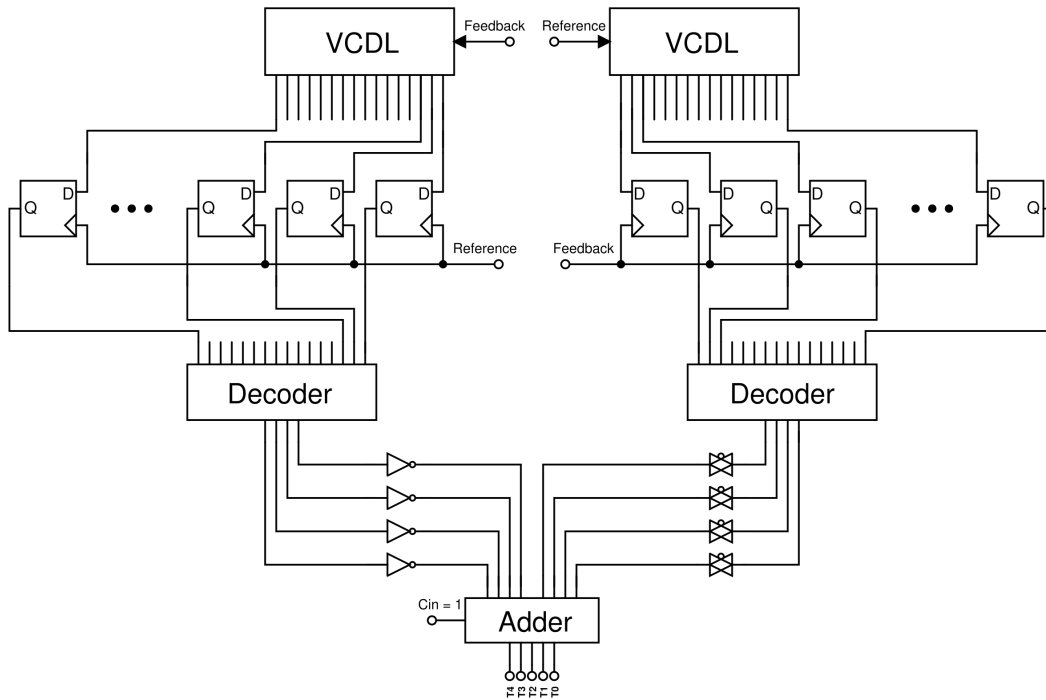 Feedback Reference
VCDL VCDL
D D D D D D D D
Q Q Q Q Q Q Q Q
Reference Feedback
Decoder Decoder
Cin = 1
Adder
T4 T3 T2 T1 T0